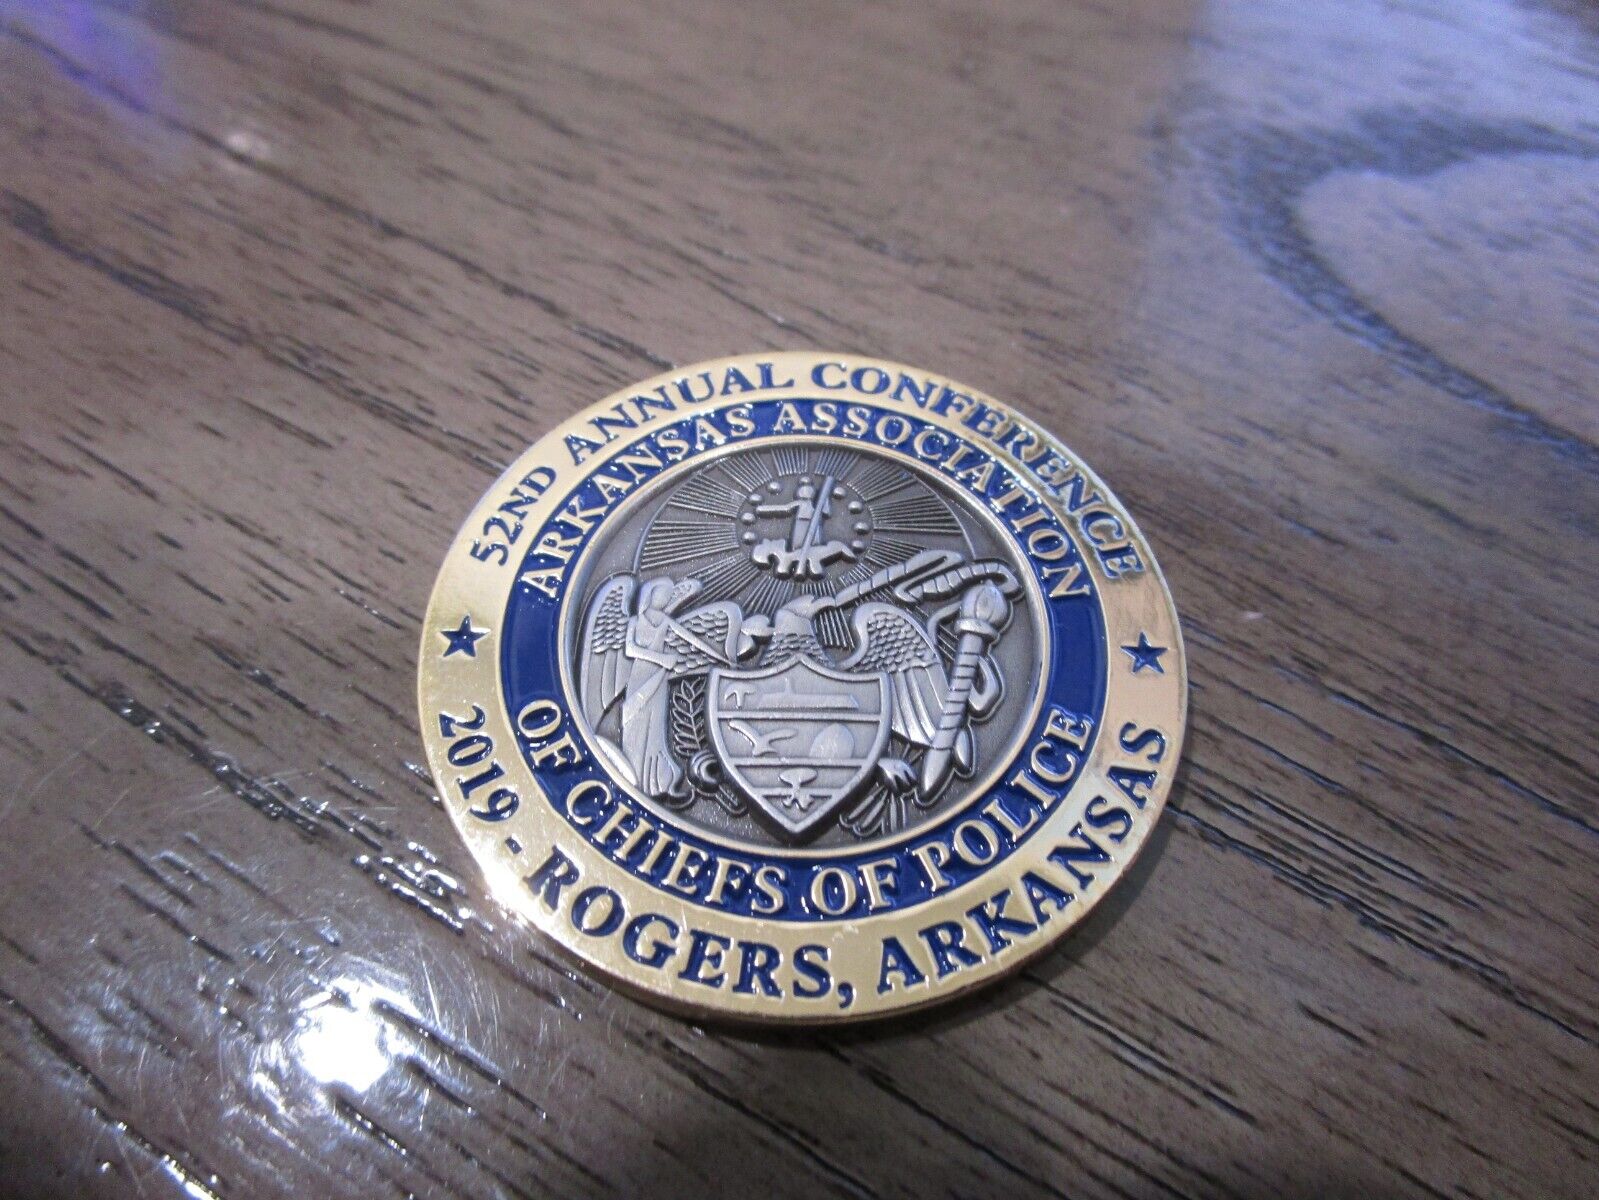 52ND ANNUAL CONFERENCE
ARKANSAS ASSOCIATION
OF CHIEFS OF POLICE
2019 - ROGERS, ARKANSAS